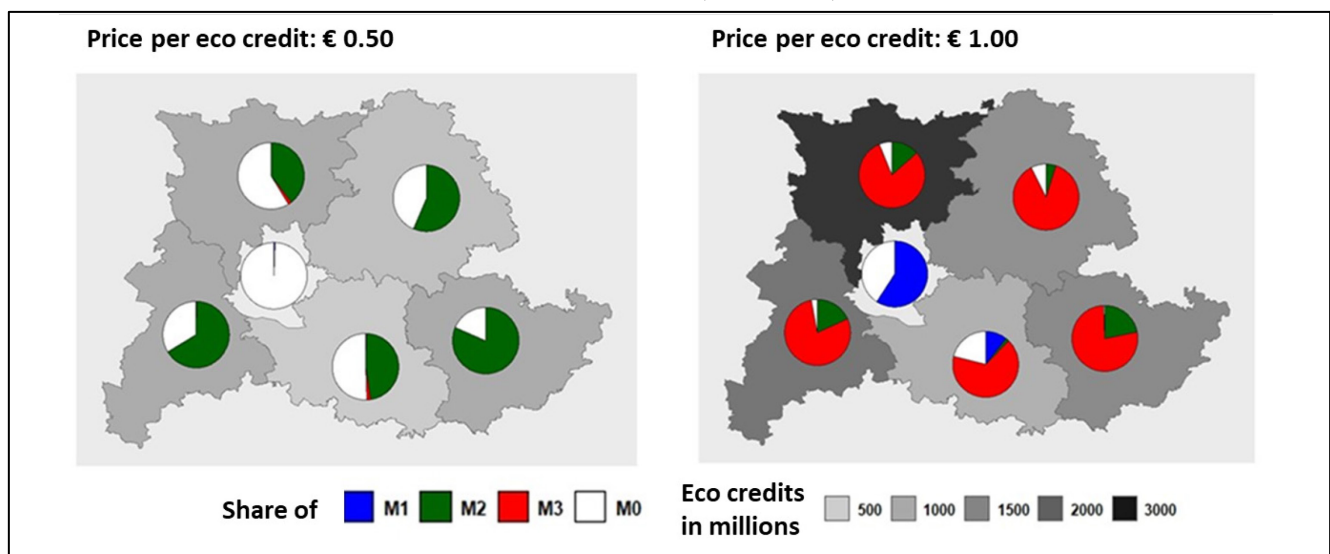 Price per eco credit: € 0.50
Price per eco credit: € 1.00
Share of M1 M2 M3 M0
Eco credits
in millions 500 1000 1500 2000 3000